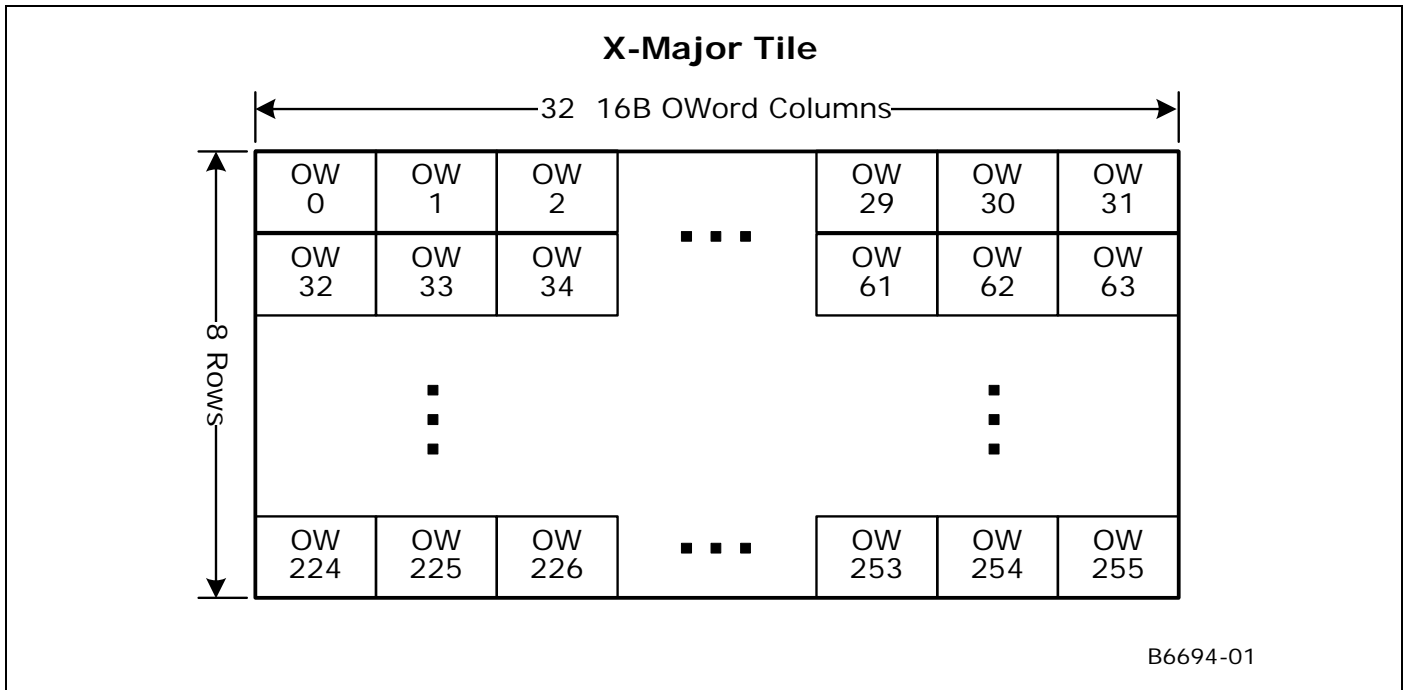 X-Major Tile
32 16B OWord Columns
OW OW OW OW OW OW
0 1 2 29 30 31
OW OW OW OW OW OW
32 33 34 61 62 63
8 Rows
OW OW OW OW OW OW
224 225 226 253 254 255
B6694-01